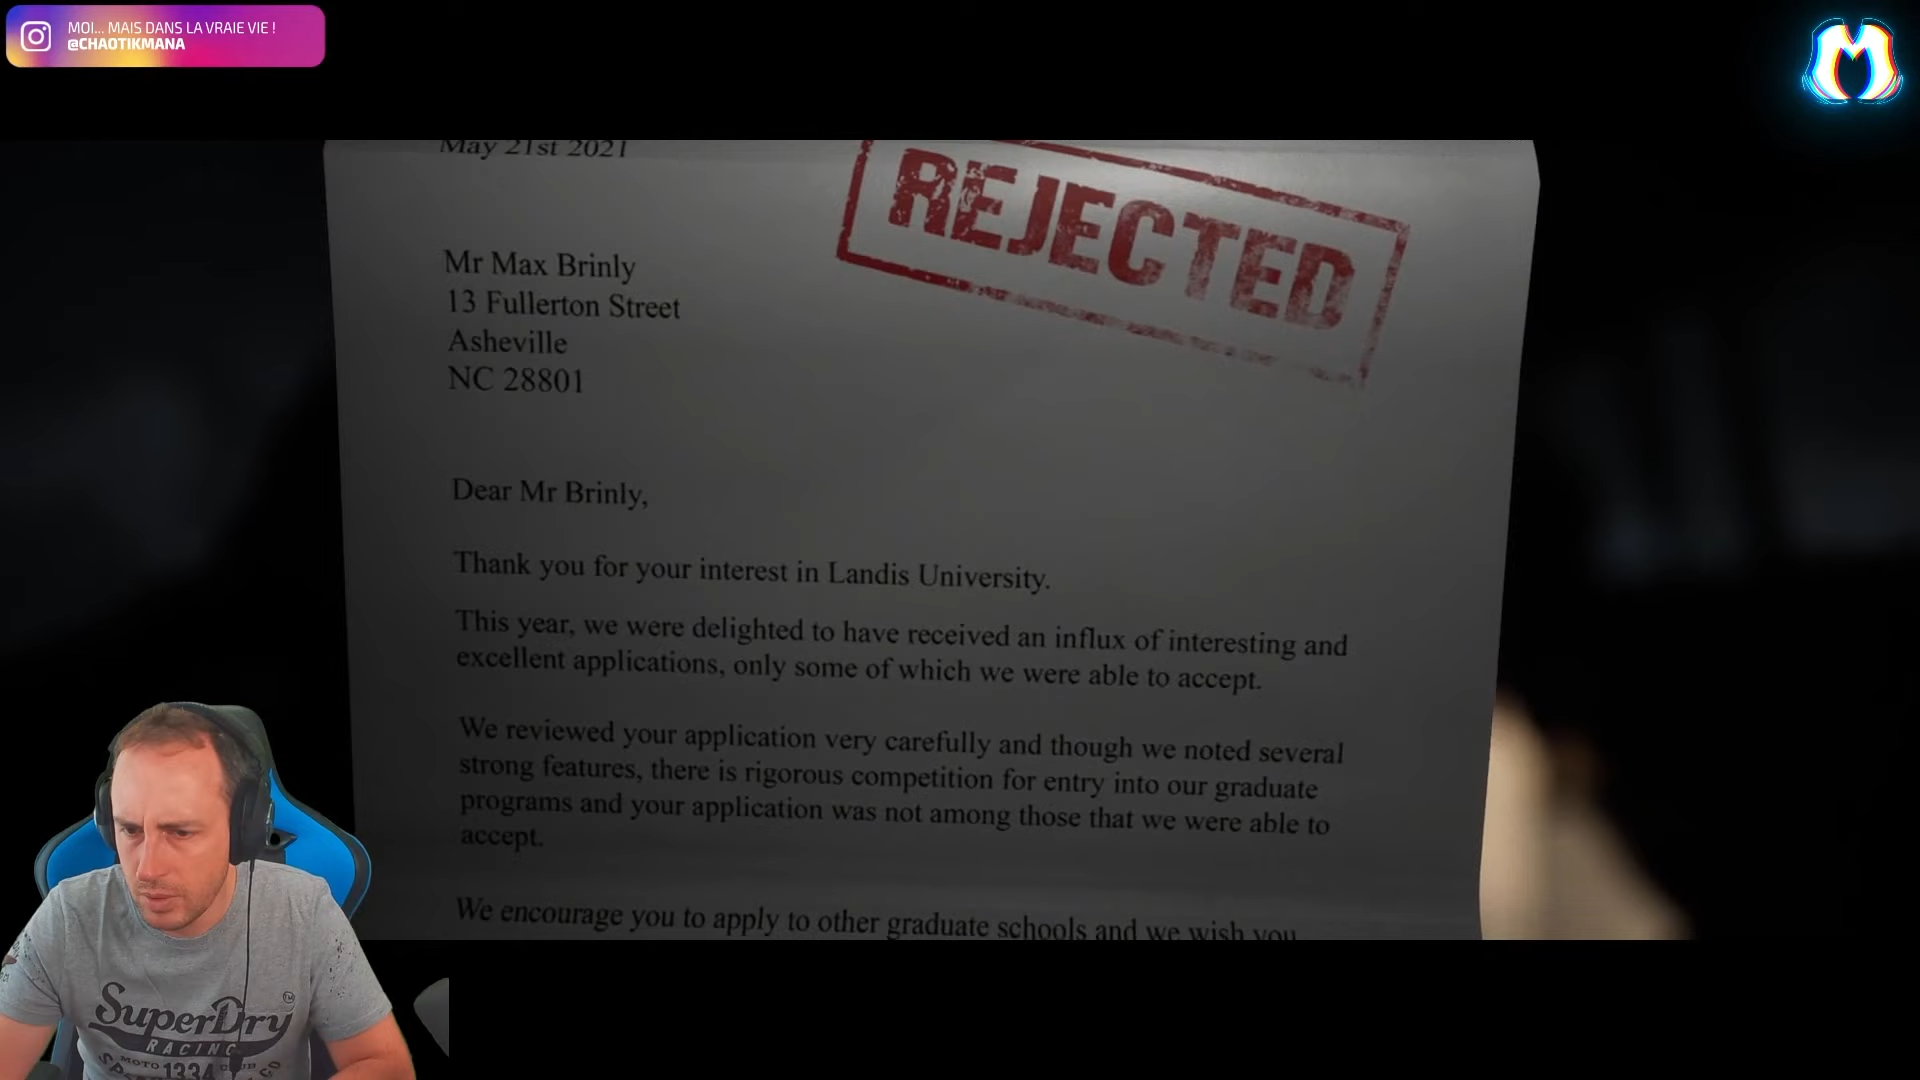 MOI... MAIS DANS LA VRAIE VIE !
@CHAOTIKMANA
May 21st 2021
REJECTED
Mr Max Brinly
13 Fullerton Street
Asheville
NC 28801
Dear Mr Brinly,
Thank you for your interest in Landis University.
This year, we were delighted to have received an influx of interesting and
excellent applications, only some of which we were able to accept.
We reviewed your application very carefully and though we noted several
strong features, there is rigorous competition for entry into our graduate
programs and your application was not among those that we were able to
accept.
We encourage you to apply to other graduate schools and we wish you
SuperDry
TM
RACING
MOTO 1334 CLUB